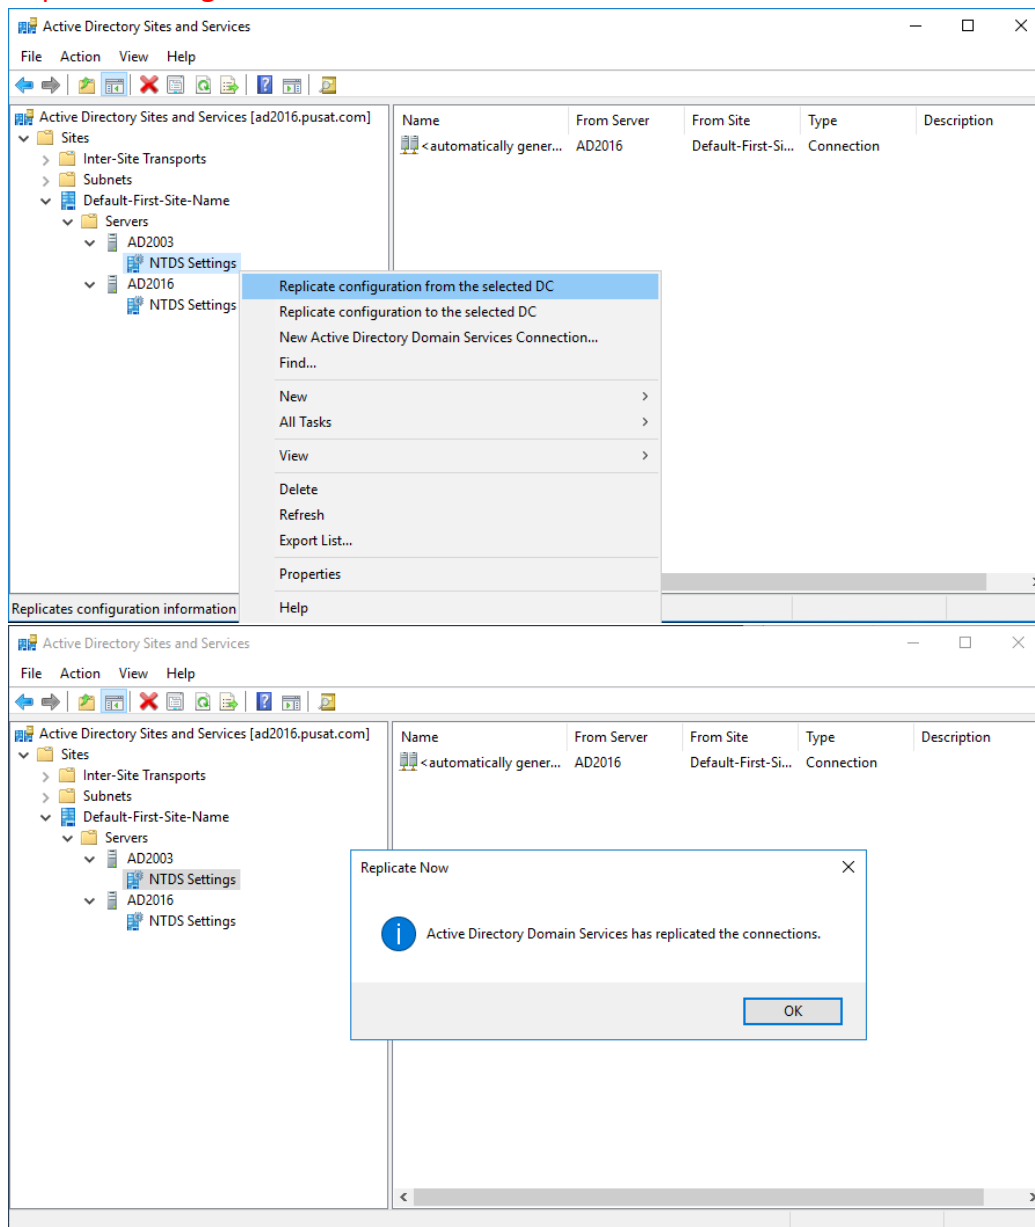 Active Directory Sites and Services
File Action View Help
Active Directory Sites and Services [ad2016.pusat.com]
Sites
Inter-Site Transports
Subnets
Default-First-Site-Name
Servers
AD2003
NTDS Settings
AD2016
NTDS Settings
Name From Server From Site Type Description
<automatically gener... AD2016 Default-First-Si... Connection
Replicate configuration from the selected DC
Replicate configuration to the selected DC
New Active Directory Domain Services Connection...
Find...
New
All Tasks
View
Delete
Refresh
Export List...
Properties
Help
Replicates configuration information
Active Directory Sites and Services
File Action View Help
Active Directory Sites and Services [ad2016.pusat.com]
Sites
Inter-Site Transports
Subnets
Default-First-Site-Name
Servers
AD2003
NTDS Settings
AD2016
NTDS Settings
Name From Server From Site Type Description
<automatically gener... AD2016 Default-First-Si... Connection
Replicate Now
Active Directory Domain Services has replicated the connections.
OK